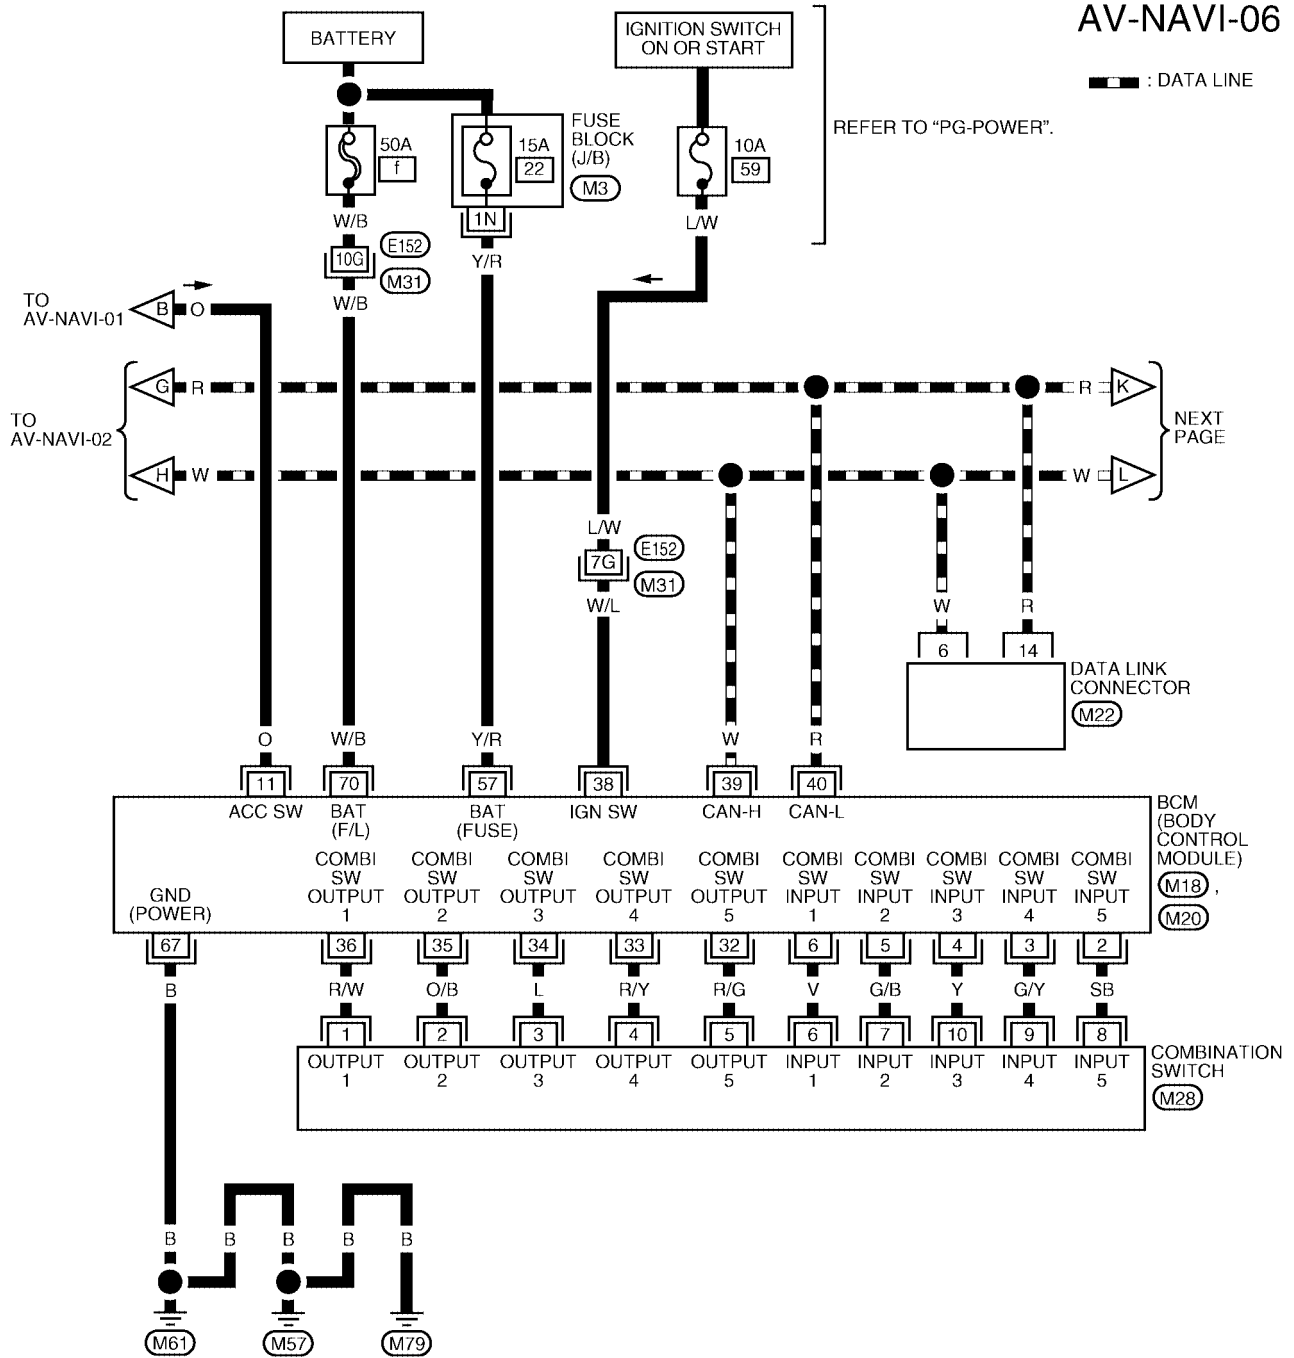 AV-NAVI-06
: DATA LINE
BATTERY
IGNITION SWITCH
ON OR START
REFER TO “PG-POWER”.
50A
f
15A
22
FUSE
BLOCK
(J/B)
M3
10A
59
1N
W/B
10G
E152
M31
W/B
Y/R
L/W
TO
AV-NAVI-01
B
O
TO
AV-NAVI-02
G
R
R
K
H
W
W
L
NEXT
PAGE
L/W
7G
E152
M31
W/L
W
R
6
14
DATA LINK
CONNECTOR
M22
O
W/B
Y/R
W
R
11
70
57
38
39
40
ACC SW
BAT
(F/L)
BAT
(FUSE)
IGN SW
CAN-H
CAN-L
BCM
(BODY
CONTROL
MODULE)
M18 ,
M20
GND
(POWER)
COMBI
SW
OUTPUT
1
COMBI
SW
OUTPUT
2
COMBI
SW
OUTPUT
3
COMBI
SW
OUTPUT
4
COMBI
SW
OUTPUT
5
COMBI
SW
INPUT
1
COMBI
SW
INPUT
2
COMBI
SW
INPUT
3
COMBI
SW
INPUT
4
COMBI
SW
INPUT
5
67
36
35
34
33
32
6
5
4
3
2
B
R/W
O/B
L
R/Y
R/G
V
G/B
Y
G/Y
SB
1
2
3
4
5
6
7
10
9
8
OUTPUT
1
OUTPUT
2
OUTPUT
3
OUTPUT
4
OUTPUT
5
INPUT
1
INPUT
2
INPUT
3
INPUT
4
INPUT
5
COMBINATION
SWITCH
M28
B
B
B
B
B
M61
M57
M79